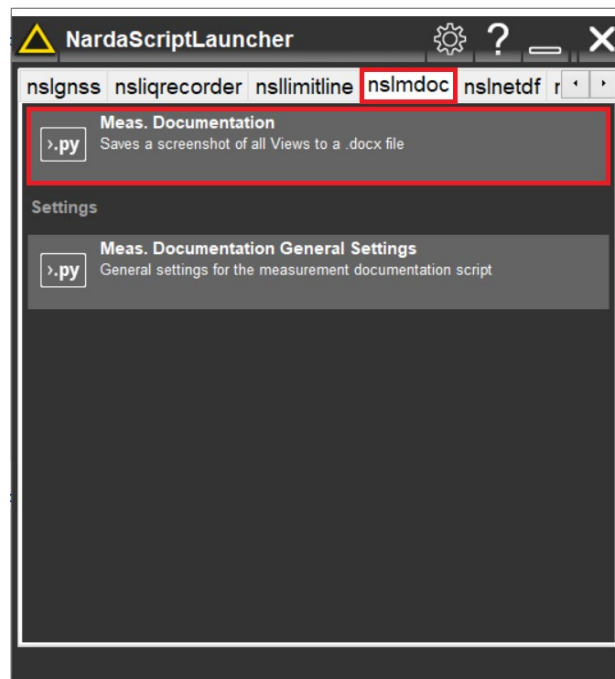 NardaScriptLauncher ?
nslgnss nsliqrecorder nsllimitline nslmdoc nslnetdf
Meas. Documentation
>.py
Saves a screenshot of all Views to a .docx file
Settings
Meas. Documentation General Settings
>.py
General settings for the measurement documentation script